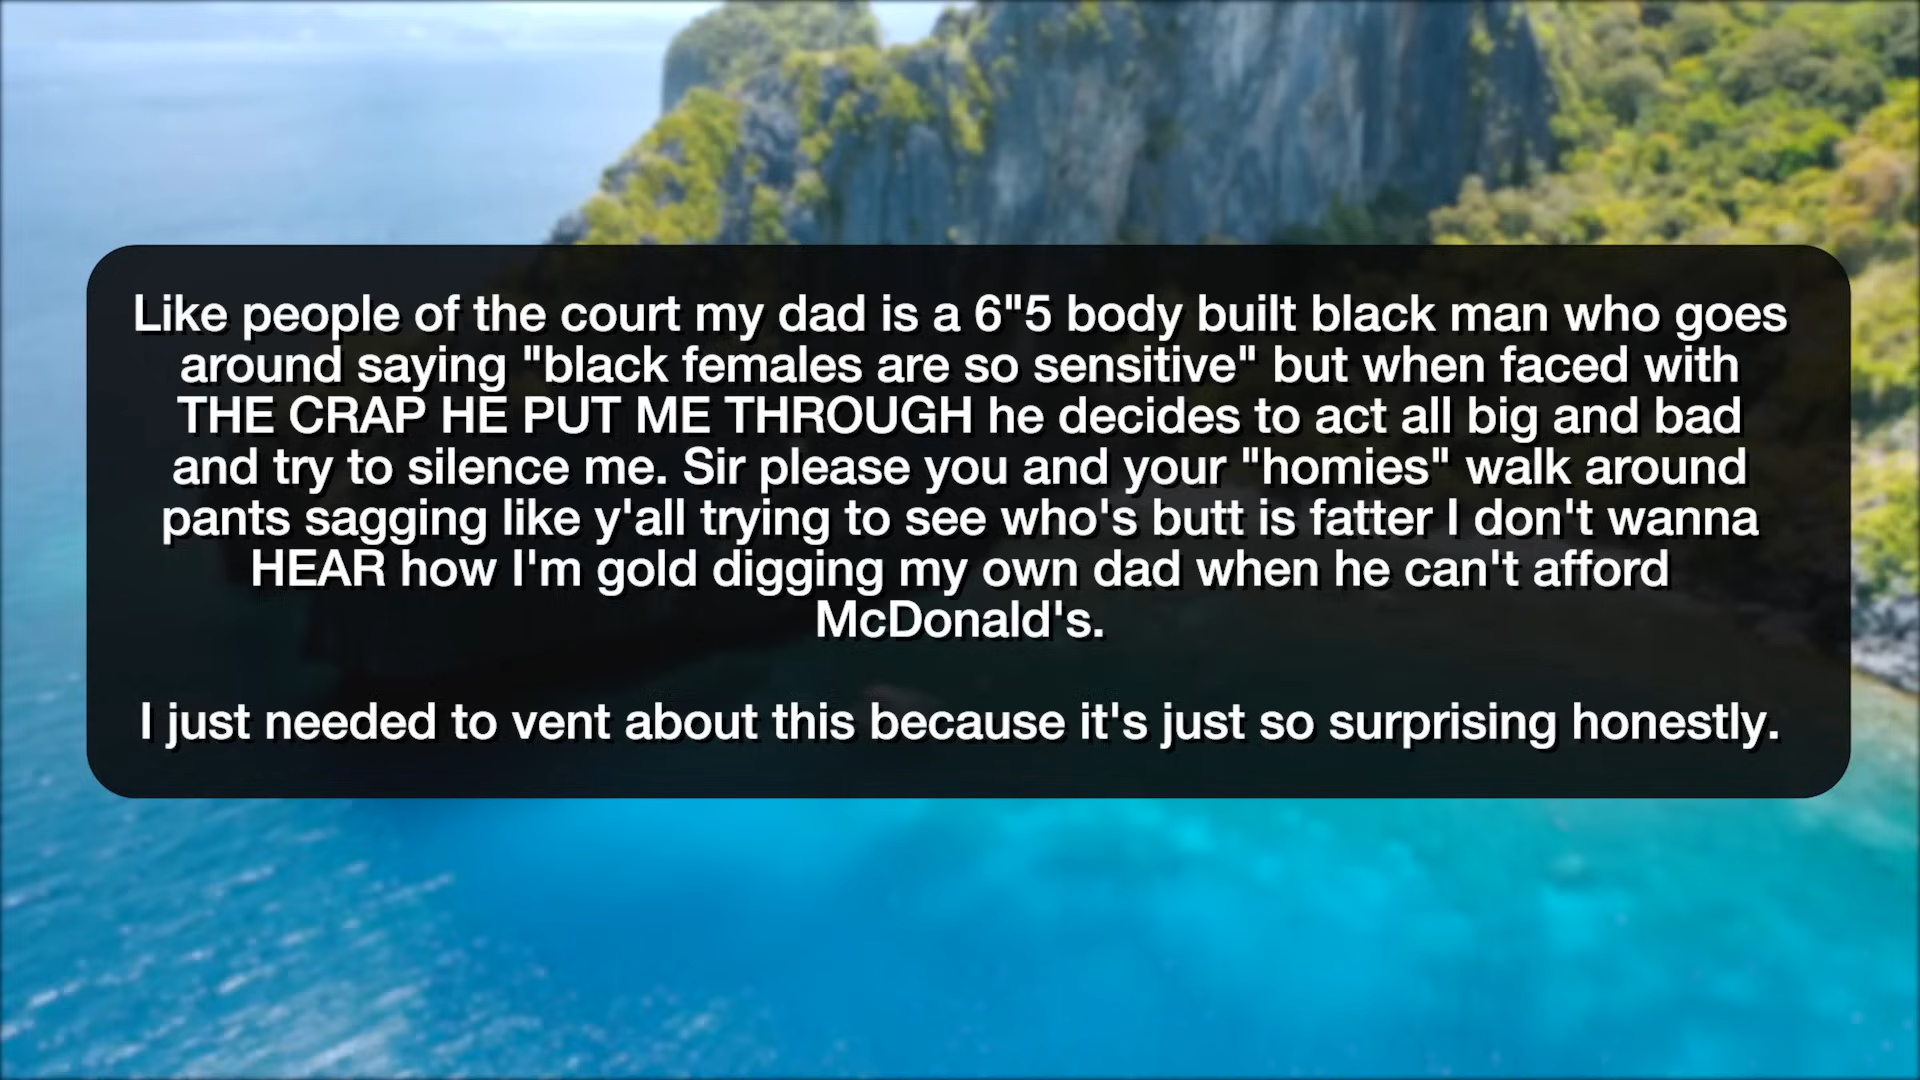 Like people of the court my dad is a 6"5 body built black man who goes
around saying "black females are so sensitive" but when faced with
THE CRAP HE PUT ME THROUGH he decides to act all big and bad
and try to silence me. Sir please you and your "homies" walk around
pants sagging like y'all trying to see who's butt is fatter I don't wanna
HEAR how I'm gold digging my own dad when he can't afford
McDonald's.
I just needed to vent about this because it's just so surprising honestly.